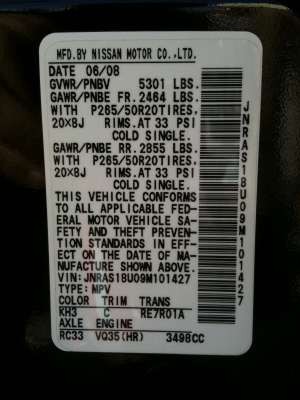 MFD.BY NISSAN MOTOR CO.,LTD.
DATE 06/08
GVWR/PNBV 5301 LBS.
GAWR/PNBE FR. 2464 LBS.
WITH P265/50R20TIRES,
20X8J RIMS.AT 33 PSI
COLD SINGLE.
GAWR/PNBE RR. 2855 LBS.
WITH P265/50R20TIRES,
20X8J RIMS.AT 33 PSI
COLD SINGLE.
THIS VEHICLE CONFORMS
TO ALL APPLICABLE FED-
ERAL MOTOR VEHICLE SA-
FETY AND THEFT PREVEN-
TION STANDARDS IN EFF-
ECT ON THE DATE OF MA-
NUFACTURE SHOWN ABOVE.
VIN:JNRAS18U09M101427
TYPE:MPV
COLOR TRIM TRANS
KH3 C RE7R01A
AXLE ENGINE
RC33 VQ35(HR) 3498CC
JNRAS18U09M101427